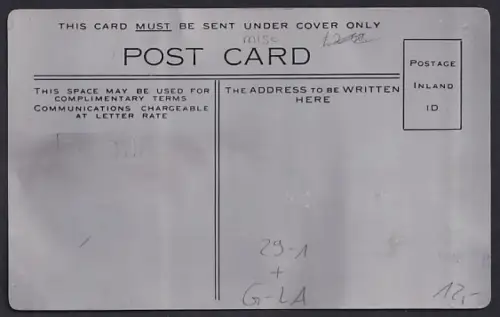 THIS CARD MUST BE SENT UNDER COVER ONLY
misc
POST CARD
POSTAGE
INLAND
1D
THIS SPACE MAY BE USED FOR
COMPLIMENTARY TERMS
COMMUNICATIONS CHARGEABLE
AT LETTER RATE
THE ADDRESS TO BE WRITTEN
HERE
29-1
+
G-LA
12,-